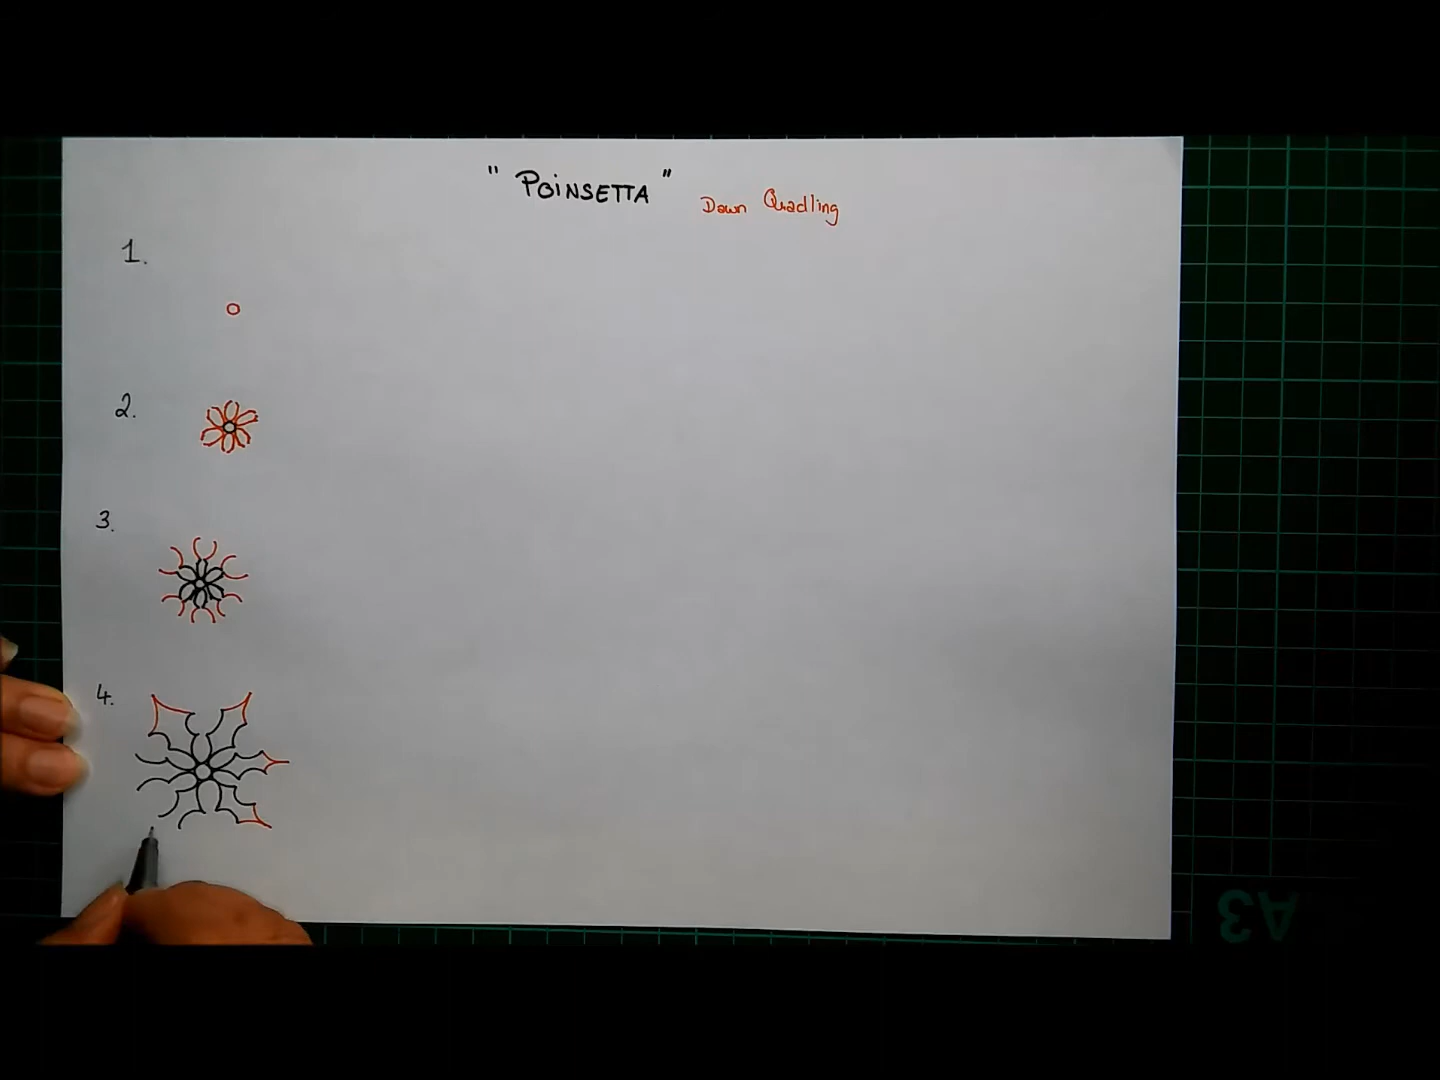 "POiNSETTA" Dawn Quadling
1.
2.
3.
4.
A3